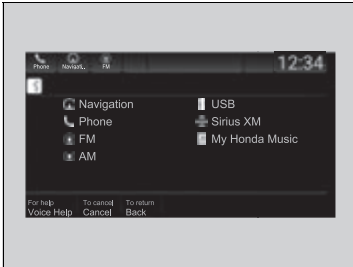 Phone Navigati.. FM 12:34
Navigation
Phone
FM
AM
USB
Sirius XM
My Honda Music
For help To cancel To return
Voice Help Cancel Back